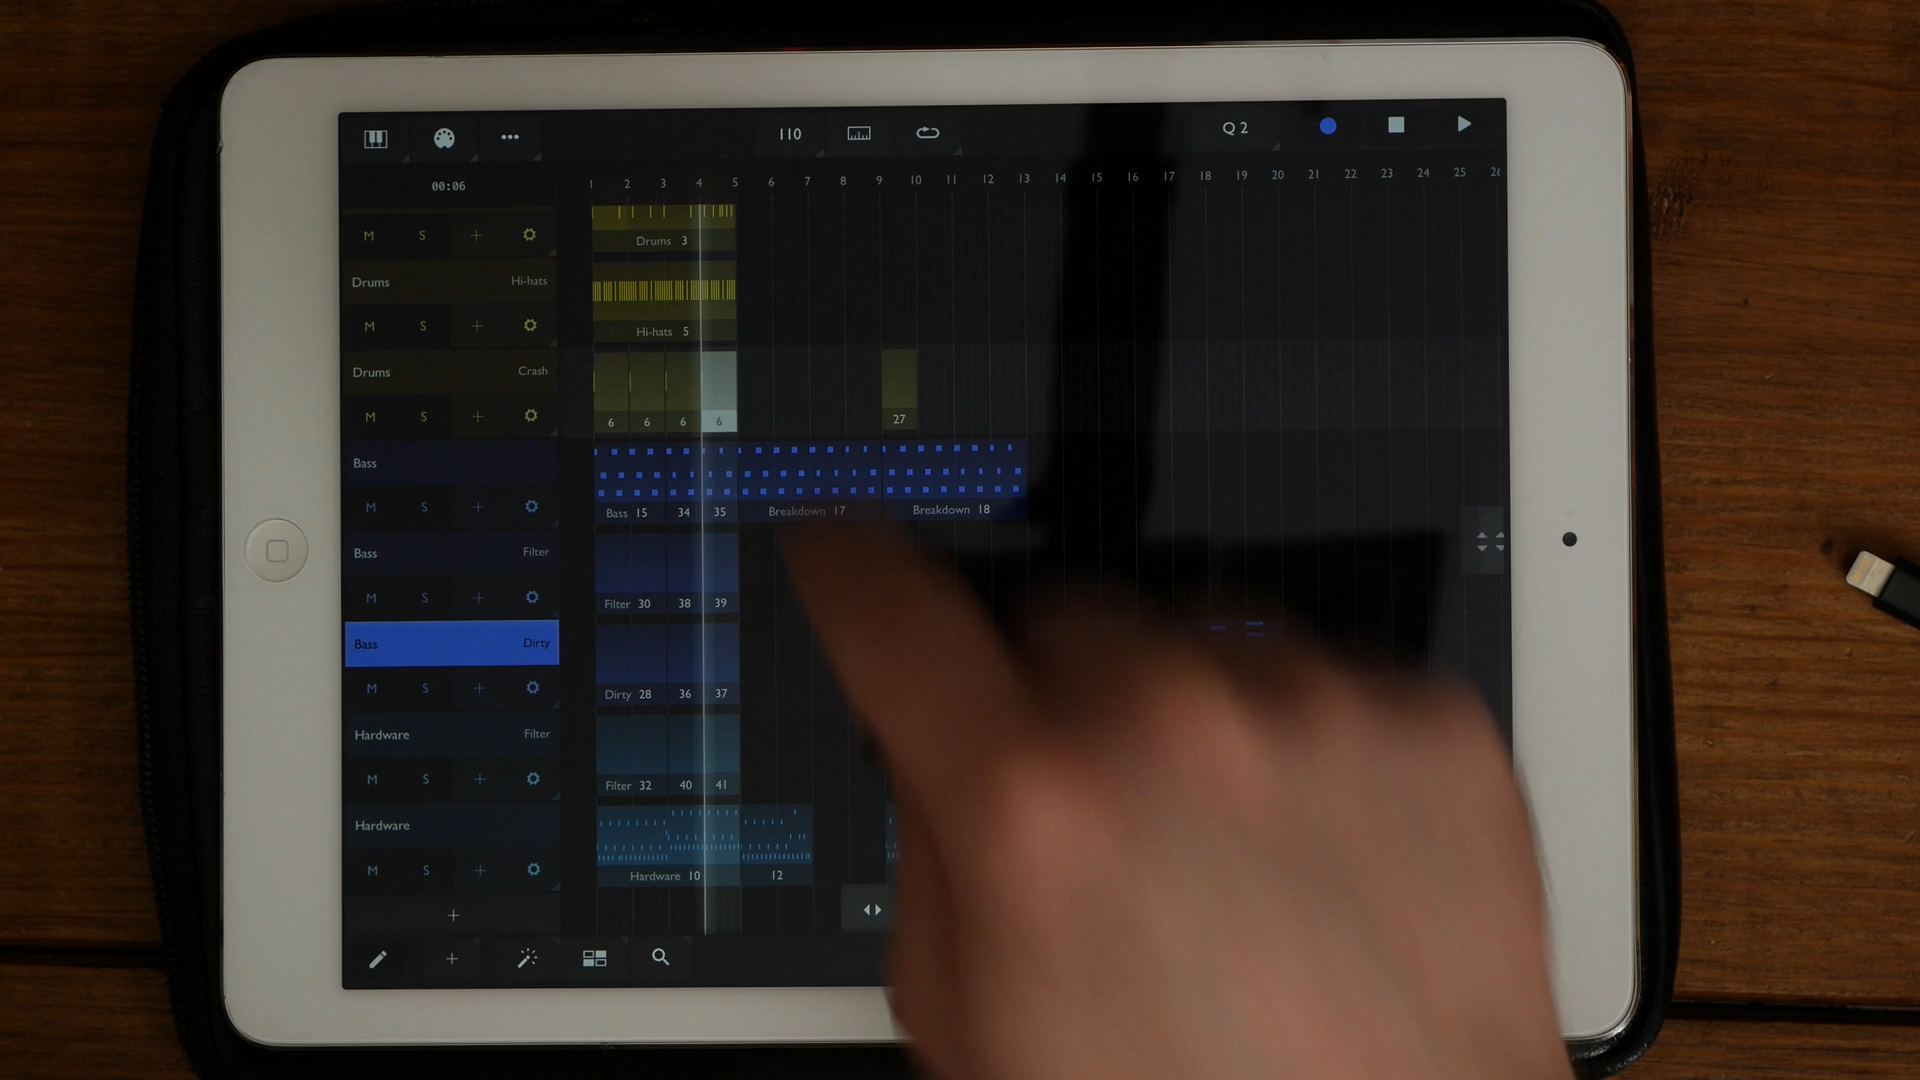 110
Q 2
00:06
1 2 3 4 5 6 7 8 9 10 11 12 13 14 15 16 17 18 19 20 21 22 23 24 25 26
M S +
Drums 3
Drums Hi-hats
M S +
Hi-hats 5
Drums Crash
M S +
6 6 6 6 27
Bass
M S +
Bass 15 34 35 Breakdown 17 Breakdown 18
Bass Filter
M S +
Filter 30 38 39
Bass Dirty
M S +
Dirty 28 36 37
Hardware Filter
M S +
Filter 32 40 41
Hardware
M S +
Hardware 10 12
+
+